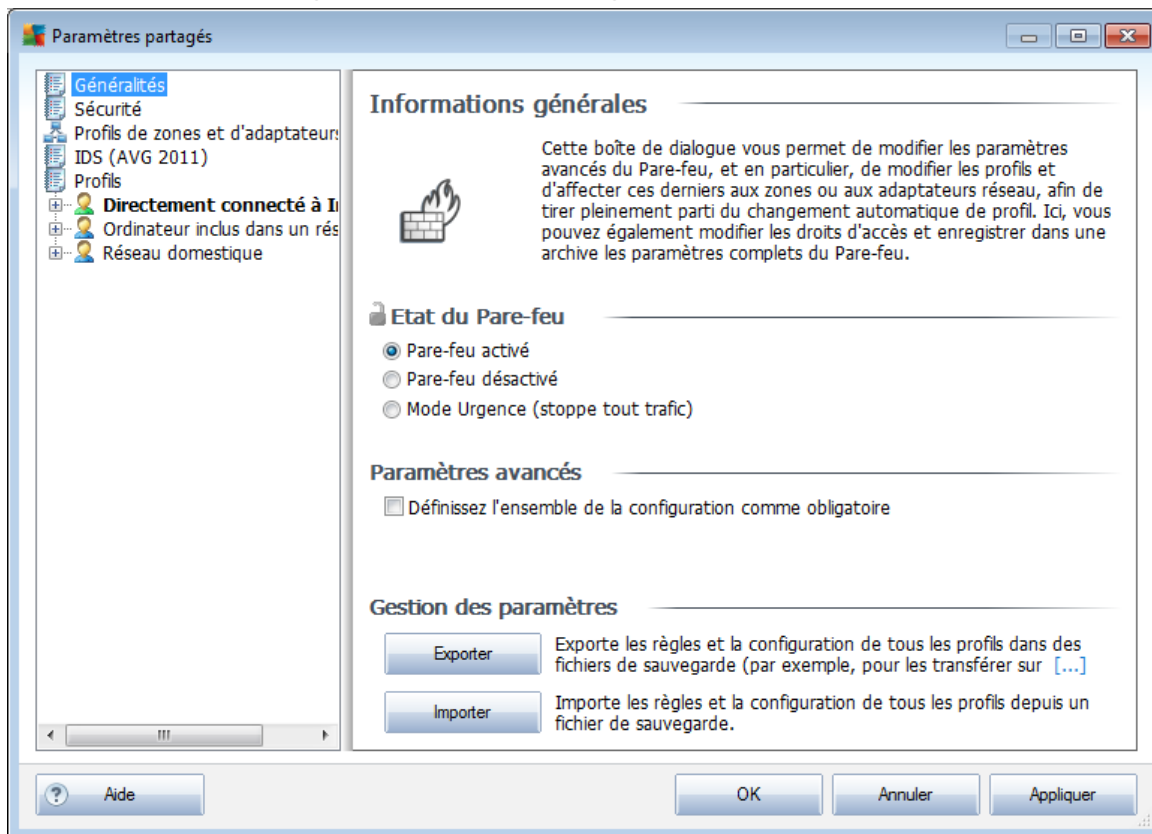 Paramètres partagés
Généralités
Sécurité
Profils de zones et d'adaptateur
IDS (AVG 2011)
Profils
Directement connecté à I
Ordinateur inclus dans un rés
Réseau domestique
Informations générales
Cette boîte de dialogue vous permet de modifier les paramètres
avancés du Pare-feu, et en particulier, de modifier les profils et
d'affecter ces derniers aux zones ou aux adaptateurs réseau, afin de
tirer pleinement parti du changement automatique de profil. Ici, vous
pouvez également modifier les droits d'accès et enregistrer dans une
archive les paramètres complets du Pare-feu.
Etat du Pare-feu
Pare-feu activé
Pare-feu désactivé
Mode Urgence (stoppe tout trafic)
Paramètres avancés
Définissez l'ensemble de la configuration comme obligatoire
Gestion des paramètres
Exporter
Exporte les règles et la configuration de tous les profils dans des
fichiers de sauvegarde (par exemple, pour les transférer sur [...]
Importer
Importe les règles et la configuration de tous les profils depuis un
fichier de sauvegarde.
? Aide
OK
Annuler
Appliquer